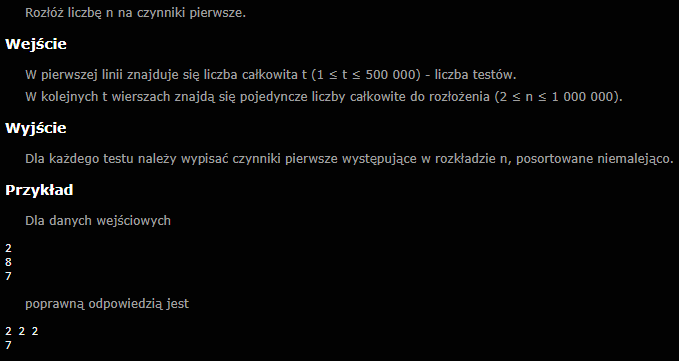 Rozłóż liczbę n na czynniki pierwsze.
Wejście
W pierwszej linii znajduje się liczba całkowita t (1 ≤ t ≤ 500 000) - liczba testów.
W kolejnych t wierszach znajdą się pojedyncze liczby całkowite do rozłożenia (2 ≤ n ≤ 1 000 000).
Wyjście
Dla każdego testu należy wypisać czynniki pierwsze występujące w rozkładzie n, posortowane niemalejąco.
Przykład
Dla danych wejściowych
2
8
7
poprawną odpowiedzią jest
2 2 2
7